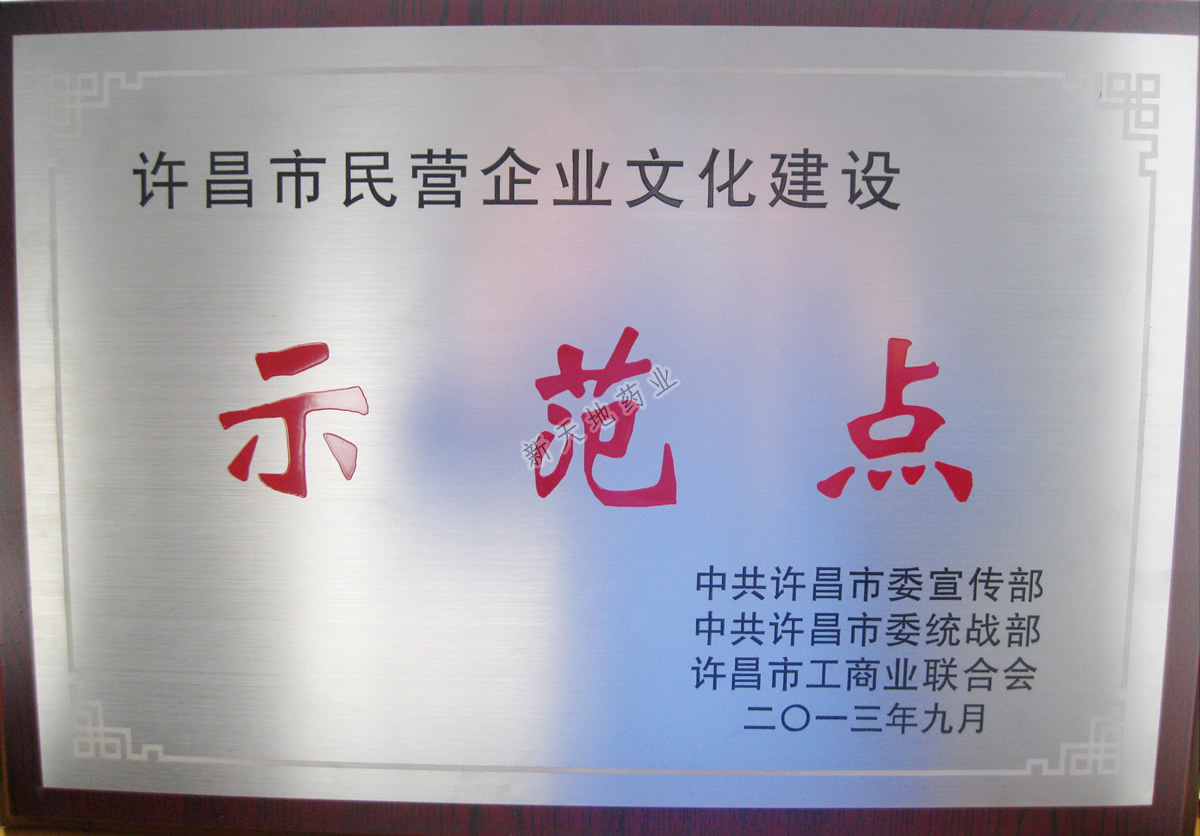 许昌市民营企业文化建设
示范点
新天地药业
中共许昌市委宣传部
中共许昌市委统战部
许昌市工商业联合会
二〇一三年九月